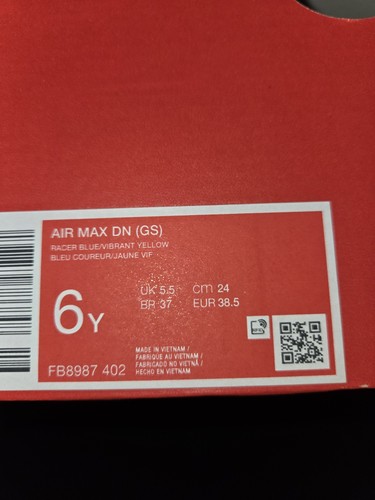 AIR MAX DN (GS)
RACER BLUE/VIBRANT YELLOW
BLEU COUREUR/JAUNE VIF
6Y
UK 5.5 cm 24
BR 37 EUR 38.5
MADE IN VIETNAM /
FABRIQUE AU VIETNAM /
FABRICADO NO VIETNÃ /
HECHO EN VIETNAM
FB8987 402